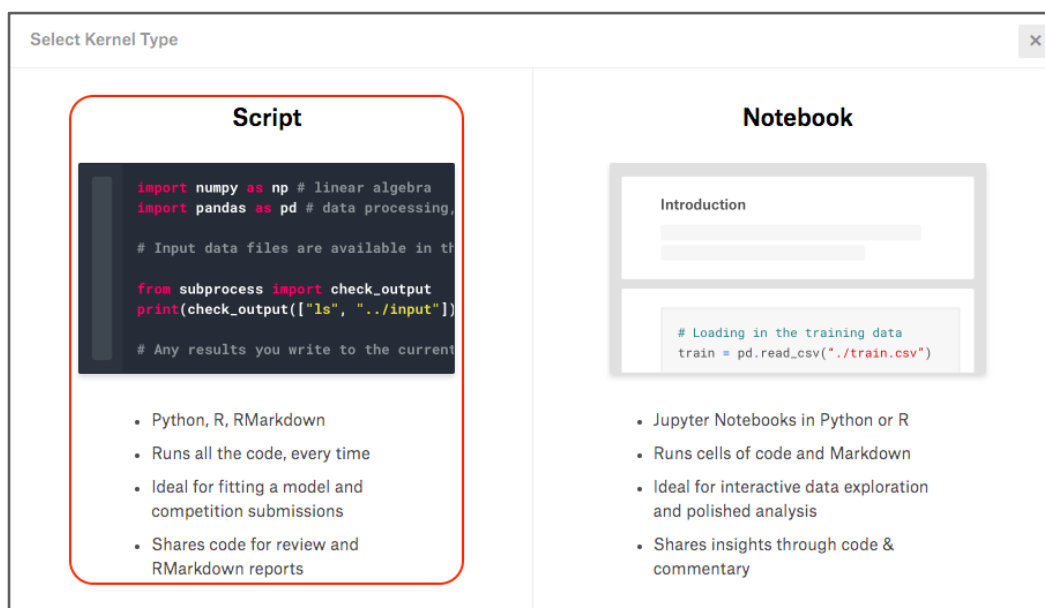 Select Kernel Type
×
Script
import numpy as np # linear algebra
import pandas as pd # data processing,
# Input data files are available in th
from subprocess import check_output
print(check_output(["ls", "../input"])
# Any results you write to the current
• Python, R, RMarkdown
• Runs all the code, every time
• Ideal for fitting a model and
competition submissions
• Shares code for review and
RMarkdown reports
Notebook
Introduction
# Loading in the training data
train = pd.read_csv("./train.csv")
• Jupyter Notebooks in Python or R
• Runs cells of code and Markdown
• Ideal for interactive data exploration
and polished analysis
• Shares insights through code &
commentary